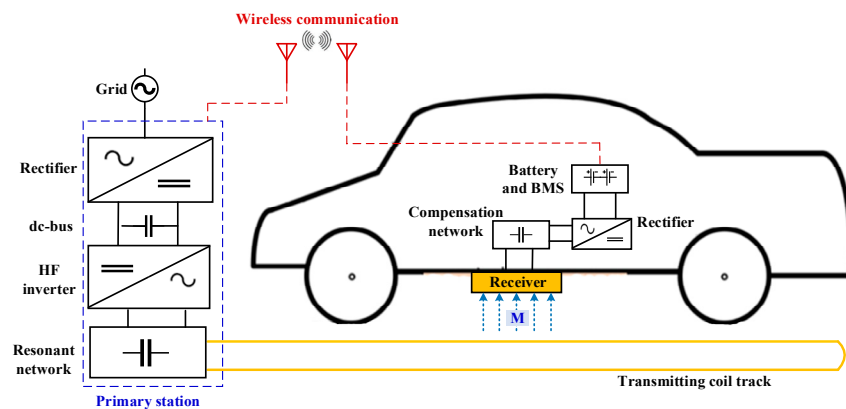 Wireless communication
Grid
Rectifier
dc-bus
HF
inverter
Resonant
network
Primary station
Battery
and BMS
Compensation
network
Rectifier
Receiver
M
Transmitting coil track